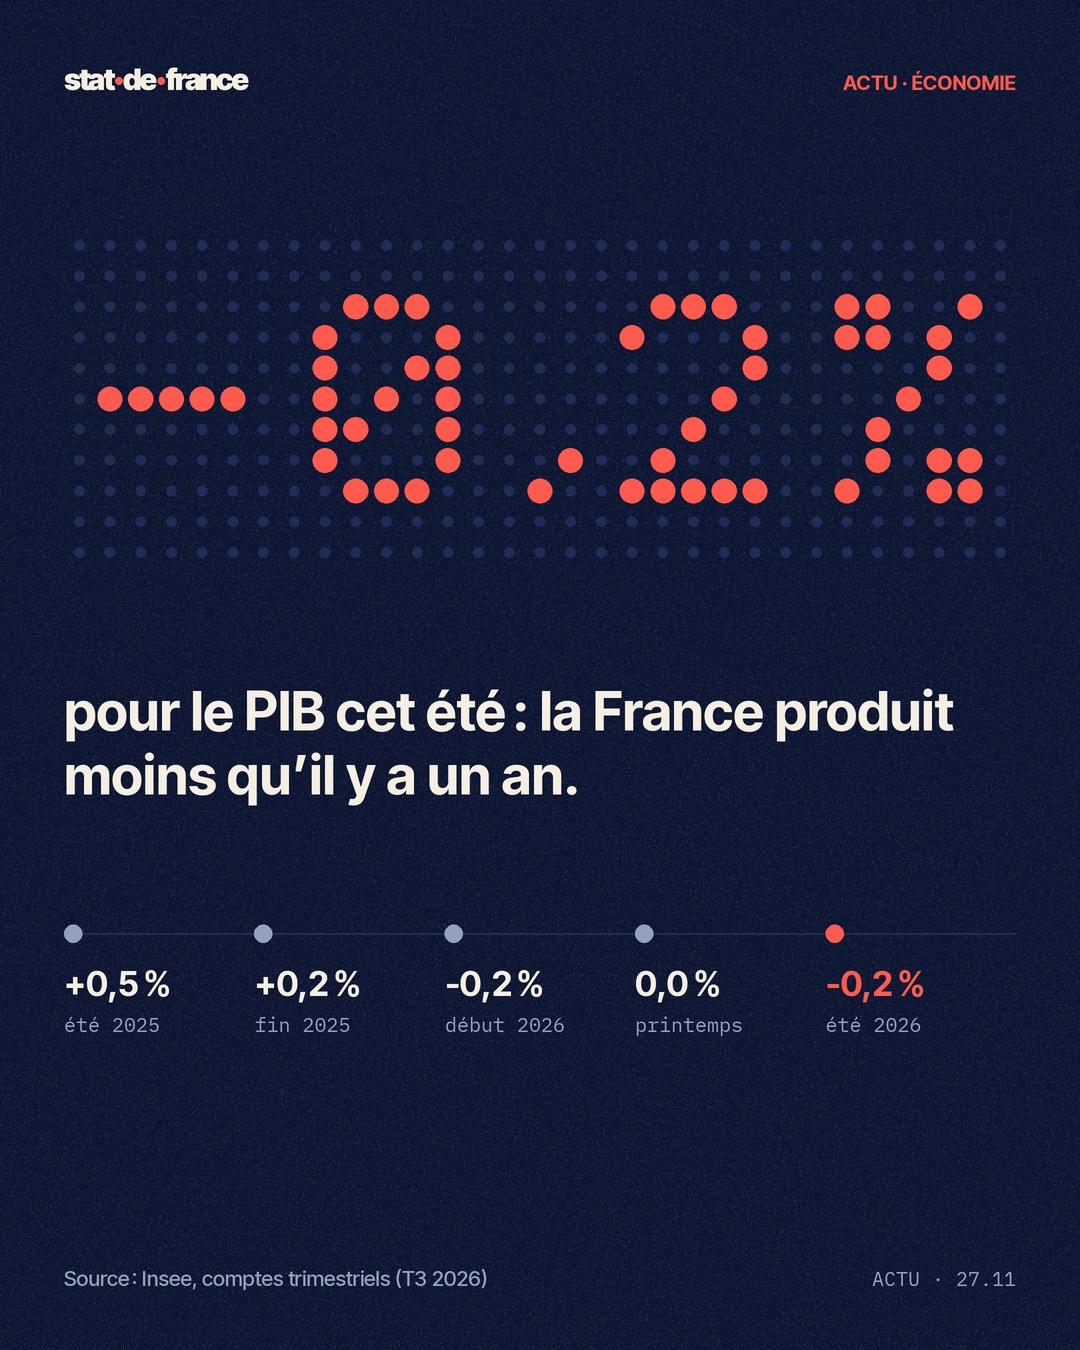 stat·de·france
ACTU · ÉCONOMIE
−0,2%
pour le PIB cet été : la France produit
moins qu’il y a un an.
+0,5 %
été 2025
+0,2 %
fin 2025
-0,2 %
début 2026
0,0 %
printemps
-0,2 %
été 2026
Source : Insee, comptes trimestriels (T3 2026)
ACTU · 27.11